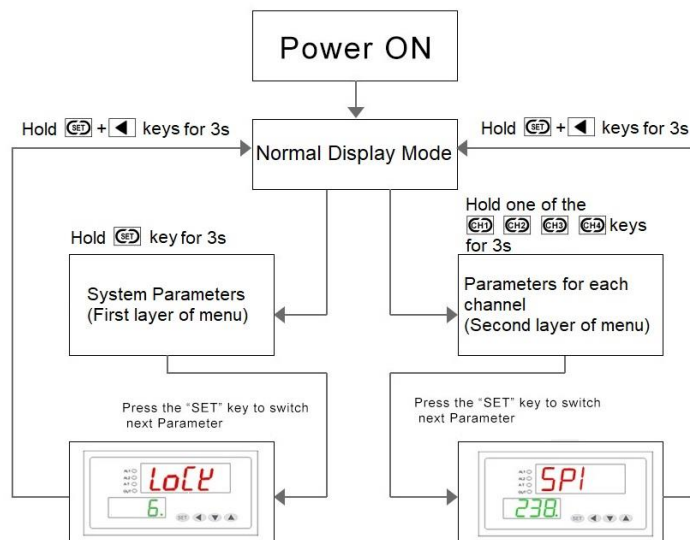 Power ON
Hold SET + ◀ keys for 3s
Hold SET + ◀ keys for 3s
Normal Display Mode
Hold SET key for 3s
Hold one of the
CH1 CH2 CH3 CH4 keys
for 3s
System Parameters
(First layer of menu)
Parameters for each
channel
(Second layer of menu)
Press the "SET" key to switch
next Parameter
Press the "SET" key to switch
next Parameter
LoCK
6.
SET
SP1
238.
SET